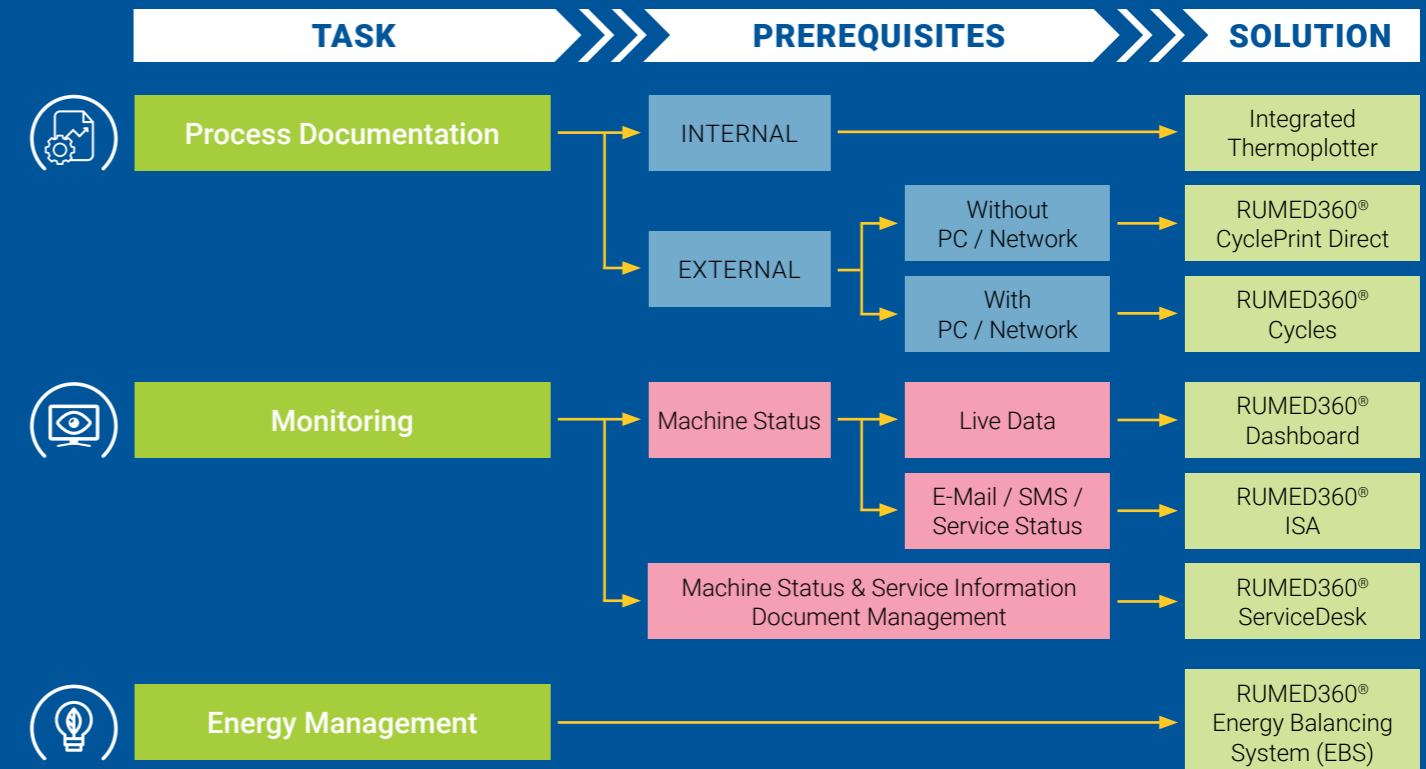 TASK
PREREQUISITES
SOLUTION
Process Documentation
INTERNAL
Integrated
Thermoplotter
EXTERNAL
Without
PC / Network
RUMED360®
CyclePrint Direct
With
PC / Network
RUMED360®
Cycles
Monitoring
Machine Status
Live Data
RUMED360®
Dashboard
E-Mail / SMS /
Service Status
RUMED360®
ISA
Machine Status & Service Information
Document Management
RUMED360®
ServiceDesk
Energy Management
RUMED360®
Energy Balancing
System (EBS)